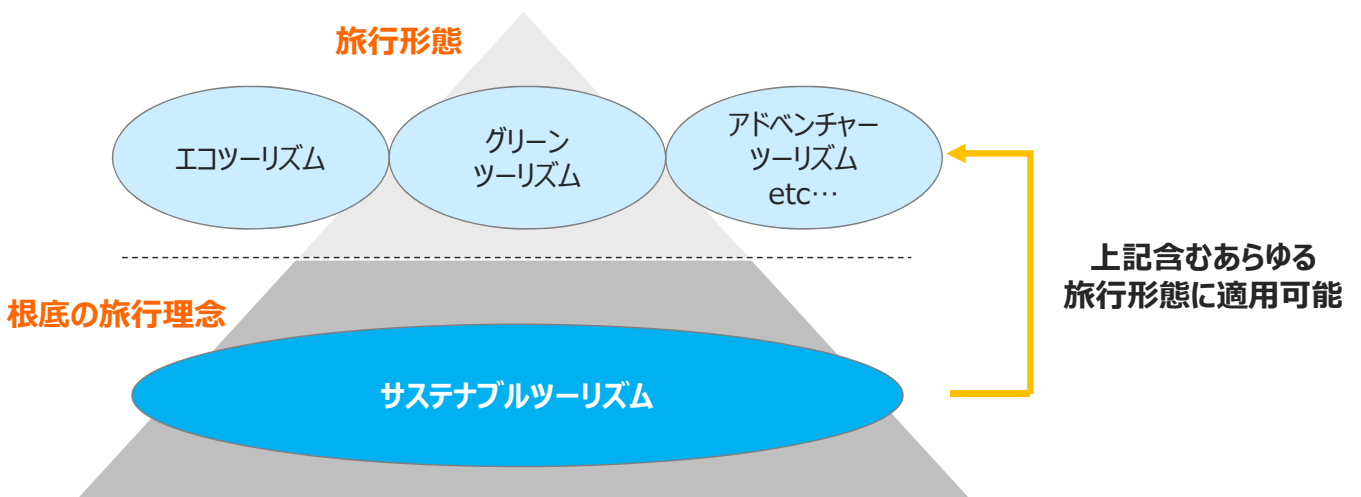 旅行形態
エコツーリズム
グリーン
ツーリズム
アドベンチャー
ツーリズム
etc…
上記含むあらゆる
旅行形態に適用可能
根底の旅行理念
サステナブルツーリズム